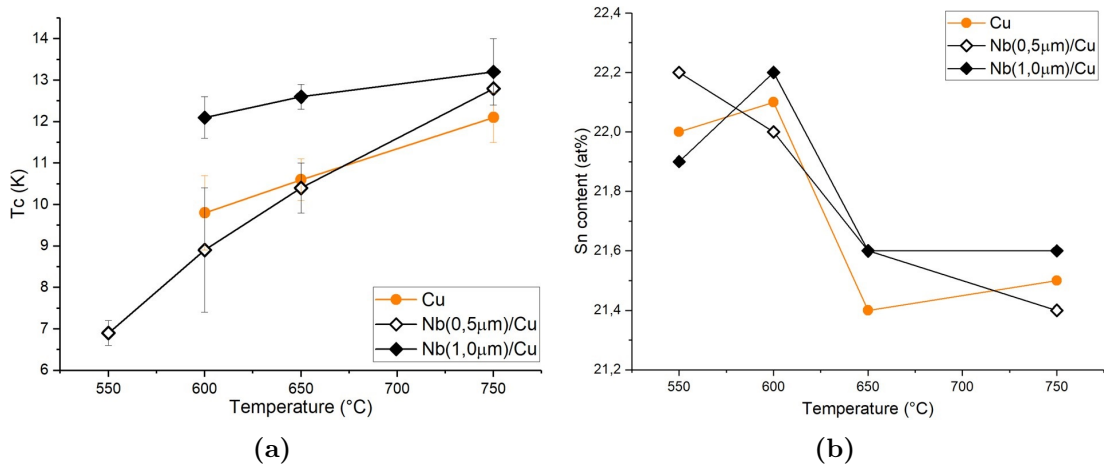 14
13
12
11
10
9
8
7
6
Tc (K)
550
600
650
700
750
Temperature (°C)
Cu
Nb(0,5μm)/Cu
Nb(1,0μm)/Cu
(a)
22,4
22,2
22,0
21,8
21,6
21,4
21,2
Sn content (at%)
550
600
650
700
750
Temperature (°C)
Cu
Nb(0,5μm)/Cu
Nb(1,0μm)/Cu
(b)